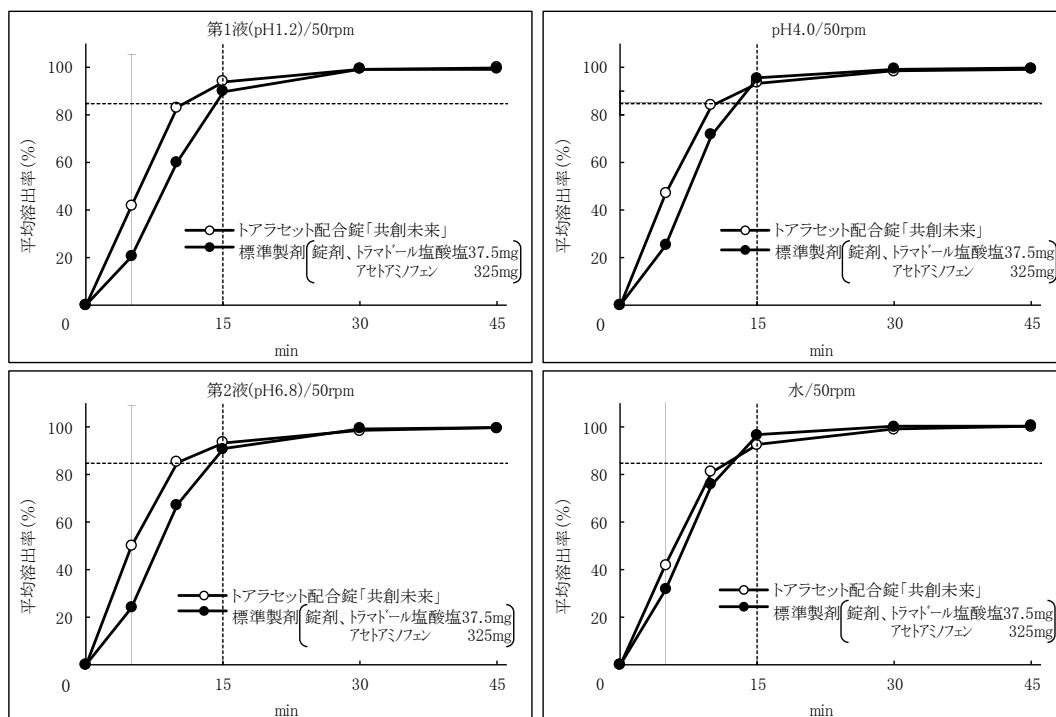 第1液(pH1.2)/50rpm
平均溶出率(%)
100
80
60
40
20
0
15
30
45
min
トアラセット配合錠「共創未来」
標準製剤 錠剤、トラマドール塩酸塩37.5mg
アセトアミノフェン 325mg
pH4.0/50rpm
平均溶出率(%)
100
80
60
40
20
0
15
30
45
min
トアラセット配合錠「共創未来」
標準製剤 錠剤、トラマドール塩酸塩37.5mg
アセトアミノフェン 325mg
第2液(pH6.8)/50rpm
平均溶出率(%)
100
80
60
40
20
0
15
30
45
min
トアラセット配合錠「共創未来」
標準製剤 錠剤、トラマドール塩酸塩37.5mg
アセトアミノフェン 325mg
水/50rpm
平均溶出率(%)
100
80
60
40
20
0
15
30
45
min
トアラセット配合錠「共創未来」
標準製剤 錠剤、トラマドール塩酸塩37.5mg
アセトアミノフェン 325mg